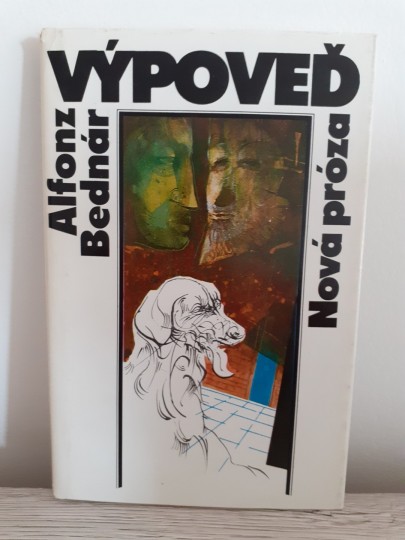 VÝPOVEĎ
Alfonz
Bednár
Nová próza